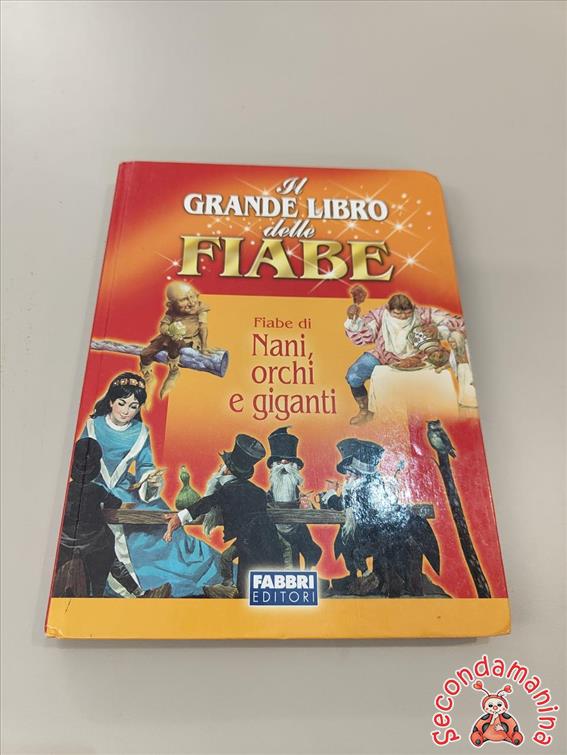 Il
GRANDE LIBRO
delle
FIABE
Fiabe di
Nani,
orchi
e giganti
FABBRI
EDITORI
Secondamanina